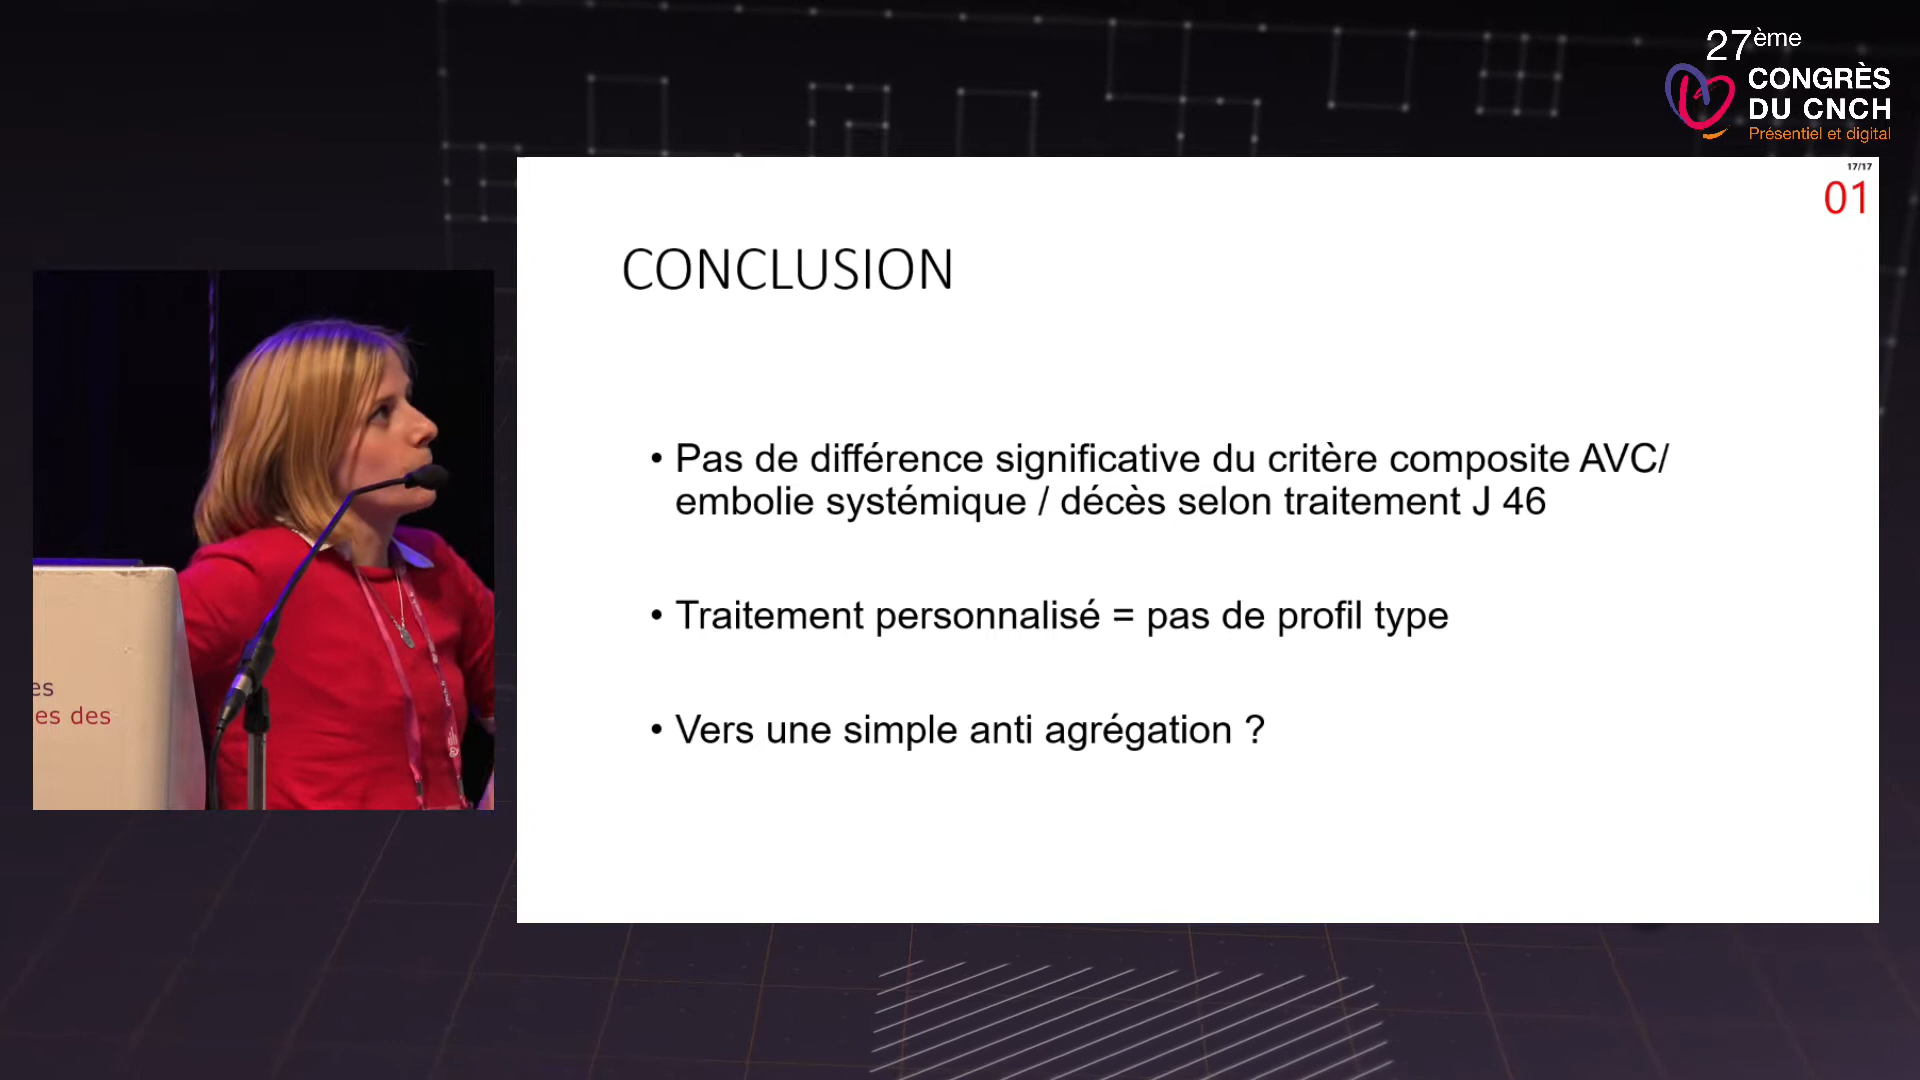 27ème
CONGRÈS
DU CNCH
Présentiel et digital
17/17
01
CONCLUSION
• Pas de différence significative du critère composite AVC/
embolie systémique / décès selon traitement J 46
• Traitement personnalisé = pas de profil type
• Vers une simple anti agrégation ?
es
es des